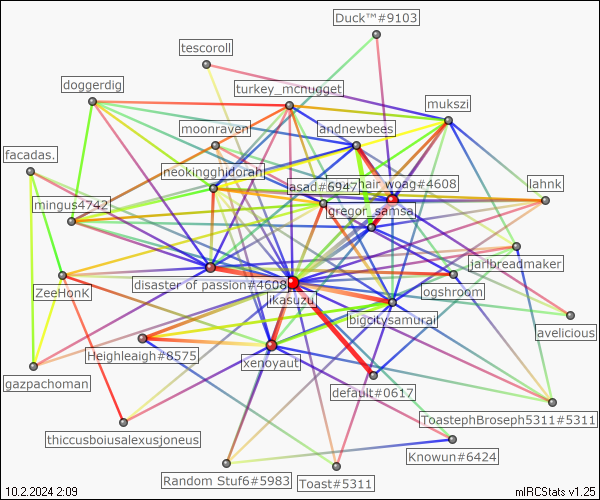 Duck™#9103
tescoroll
doggerdig
turkey_mcnugget
mukszi
moonraven
andnewbees
facadas.
neokingghidorah
asad#6947
hair woag#4608
lahnk
mingus4742
gregor_samsa
jarlbreadmaker
disaster of passion#4608
ZeeHonk
ikasuzu
ogshroom
bigcitysamurai
avelicious
Heighleaigh#8575
xenoyaut
gazpachoman
default#0617
ToastephBroseph5311#5311
thiccusboiusalexusjoneus
Knowun#6424
Random Stuf6#5983
Toast#5311
10.2.2024 2:09
mIRCStats v1.25